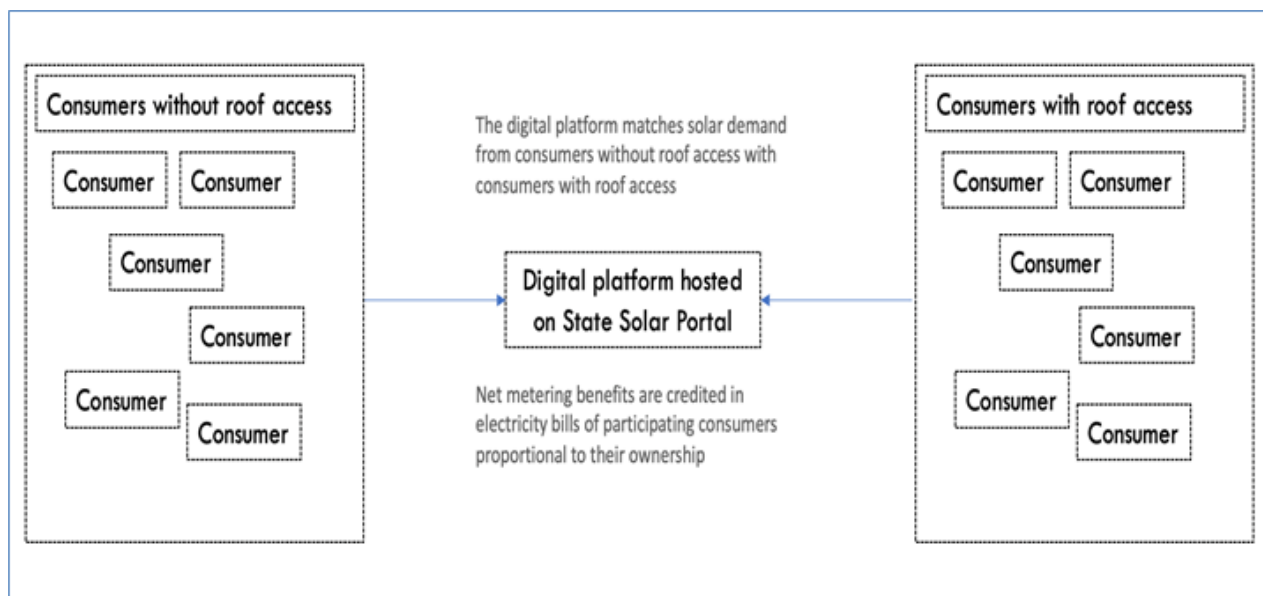 Consumers without roof access
Consumer
Consumer
Consumer
Consumer
Consumer
Consumer
The digital platform matches solar demand
from consumers without roof access with
consumers with roof access
Digital platform hosted
on State Solar Portal
Net metering benefits are credited in
electricity bills of participating consumers
proportional to their ownership
Consumers with roof access
Consumer
Consumer
Consumer
Consumer
Consumer
Consumer